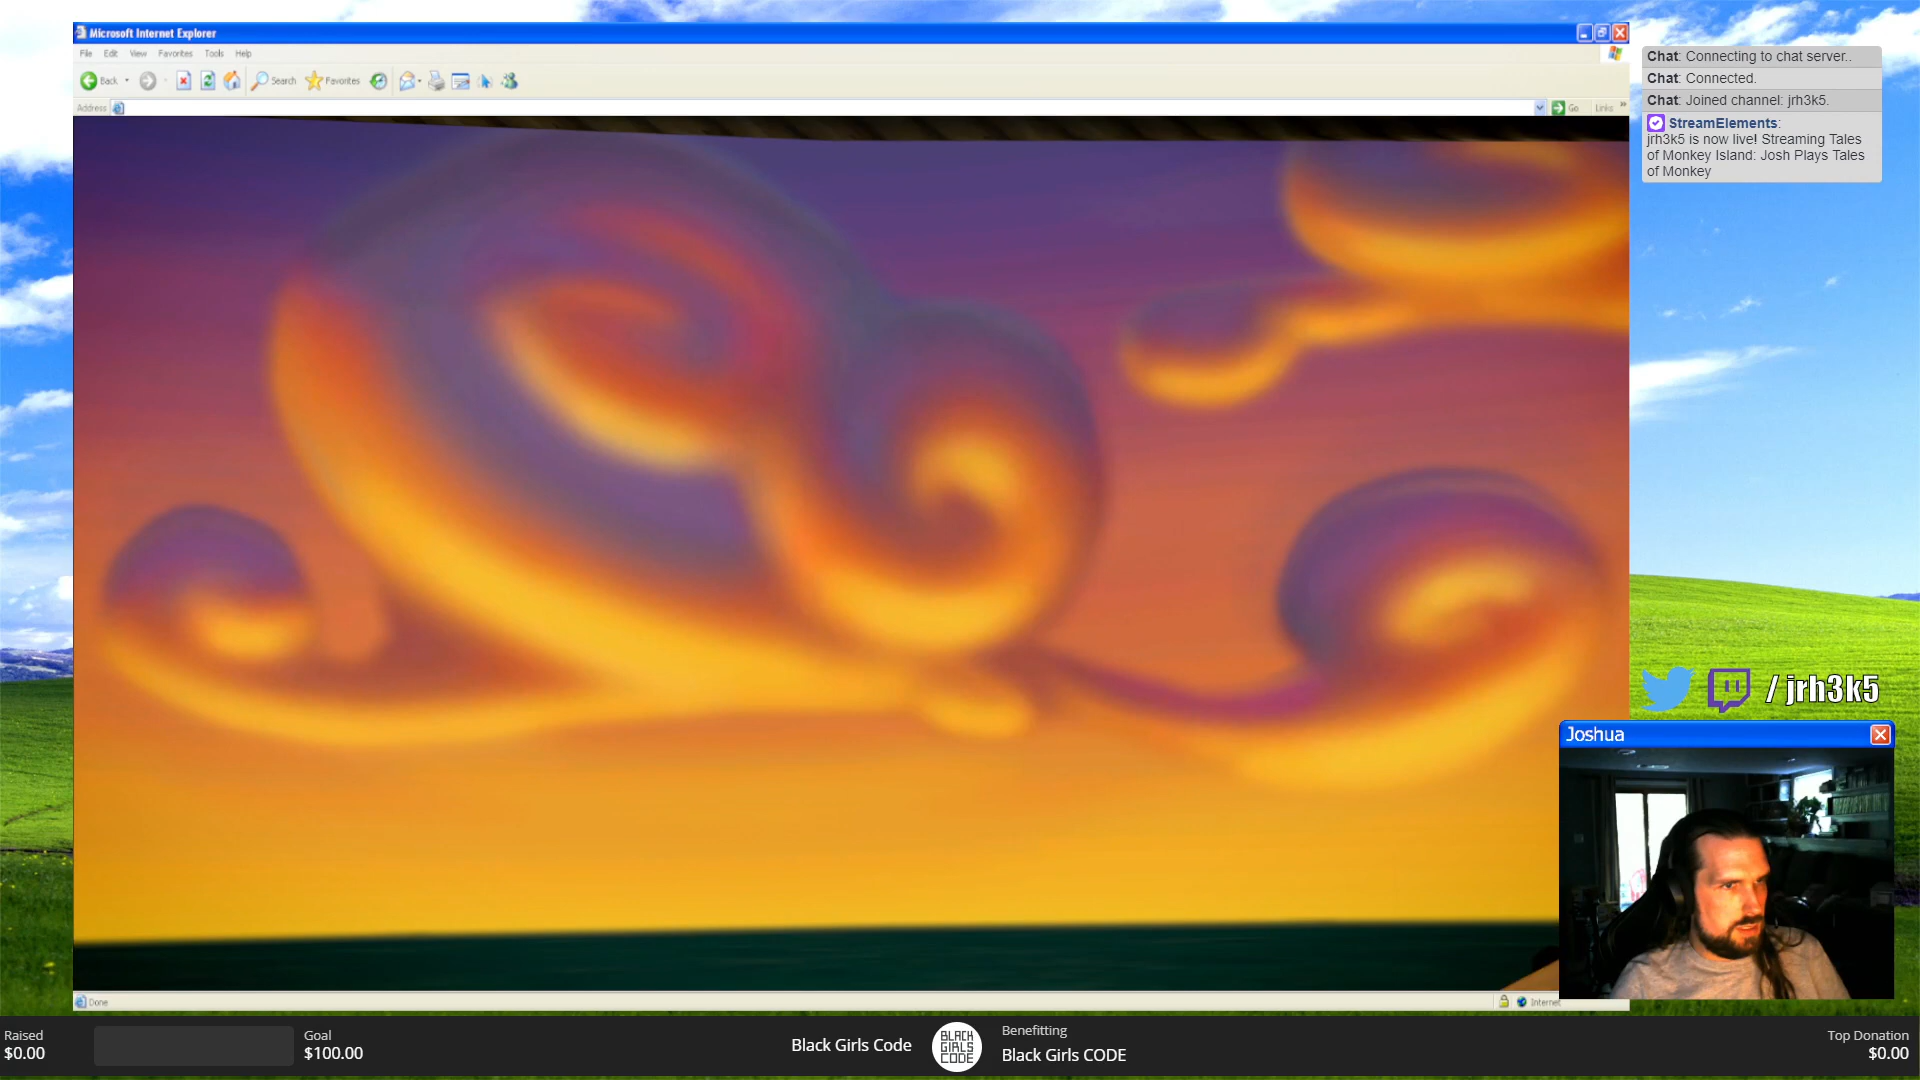 Microsoft Internet Explorer
File Edit View Favorites Tools Help
Back Search Favorites
Address Go Links
Chat: Connecting to chat server..
Chat: Connected.
Chat: Joined channel: jrh3k5.
StreamElements:
jrh3k5 is now live! Streaming Tales
of Monkey Island: Josh Plays Tales
of Monkey
/ jrh3k5
Joshua
Done
Internet
Raised
$0.00
Goal
$100.00
Black Girls Code
BLACK
GIRLS
CODE
Benefitting
Black Girls CODE
Top Donation
$0.00